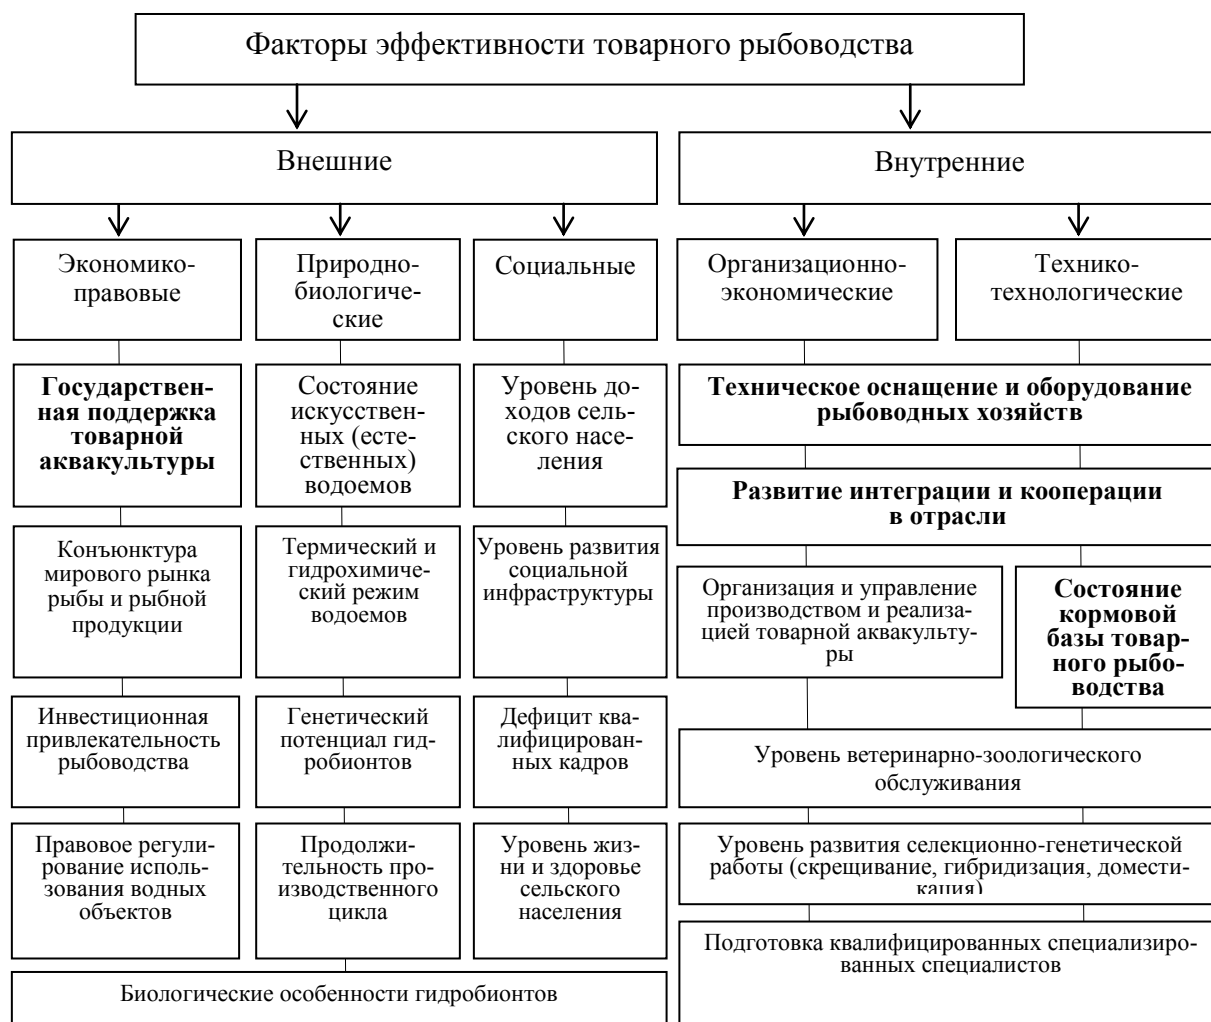 Факторы эффективности товарного рыбоводства
Внешние
Внутренние
Экономико-
правовые
Природно-
биологиче-
ские
Социальные
Организационно-
экономические
Технико-
технологические
Государствен-
ная поддержка
товарной
аквакультуры
Состояние
искусствен-
ных (есте-
ственных)
водоемов
Уровень до-
ходов сель-
ского насе-
ления
Техническое оснащение и оборудование
рыбоводных хозяйств
Развитие интеграции и кооперации
в отрасли
Конъюнктура
мирового рынка
рыбы и рыбной
продукции
Термический и
гидрохимиче-
ский режим
водоемов
Уровень развития
социальной
инфраструктуры
Организация и управление
производством и реализа-
цией товарной аквакульту-
ры
Состояние
кормовой
базы товар-
ного рыбо-
водства
Инвестиционная
привлекательность
рыбоводства
Генетический
потенциал гид-
робионтов
Дефицит ква-
лифицирован-
ных кадров
Уровень ветеринарно-зоологического
обслуживания
Правовое регули-
рование исполь-
зования водных
объектов
Продолжи-
тельность про-
изводственного
цикла
Уровень жиз-
ни и здоровье
сельского
населения
Уровень развития селекционно-генетической
работы (скрещивание, гибридизация, домести-
кация)
Подготовка квалифицированных специализиро-
ванных специалистов
Биологические особенности гидробионтов